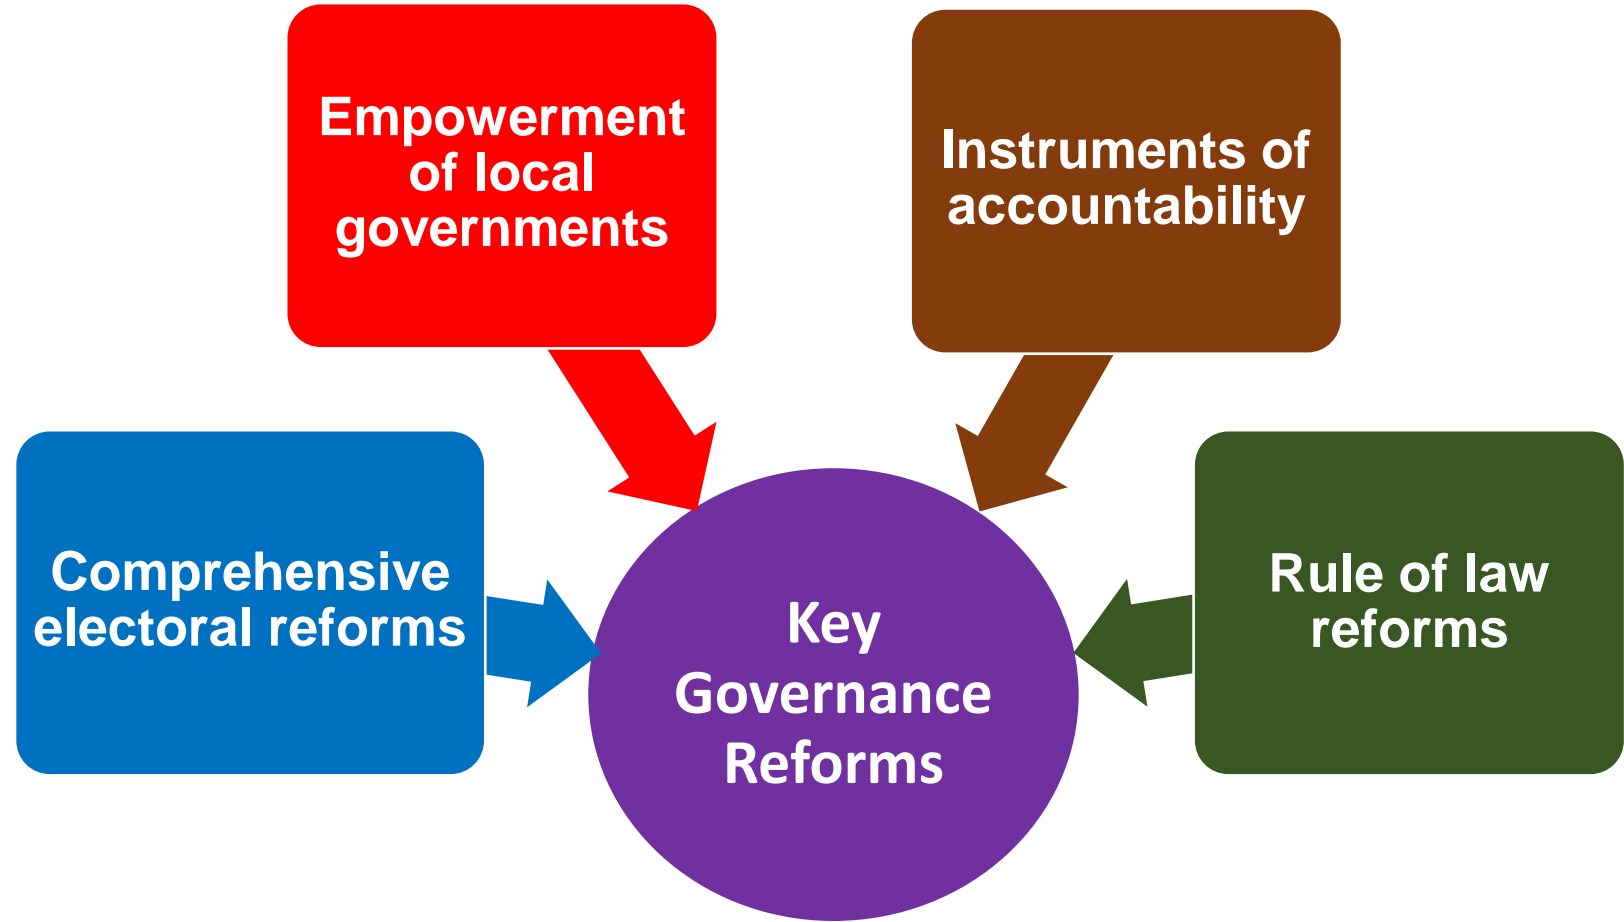 Empowerment
of local
governments
Instruments of
accountability
Comprehensive
electoral reforms
Key
Governance
Reforms
Rule of law
reforms